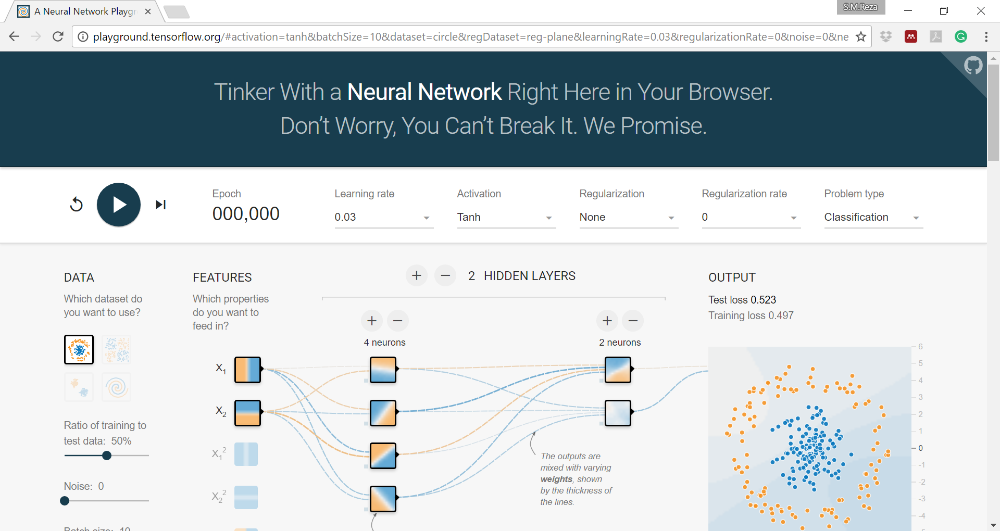 A Neural Network Playgr
S.M.Reza
playground.tensorflow.org/#activation=tanh&batchSize=10&dataset=circle&regDataset=reg-plane&learningRate=0.03&regularizationRate=0&noise=0&ne
Tinker With a Neural Network Right Here in Your Browser.
Don't Worry, You Can't Break It. We Promise.
Epoch
000,000
Learning rate
0.03
Activation
Tanh
Regularization
None
Regularization rate
0
Problem type
Classification
DATA
Which dataset do
you want to use?
Ratio of training to
test data: 50%
Noise: 0
Batch size: 10
FEATURES
Which properties
do you want to
feed in?
X1
X2
X1²
X2²
+ − 2 HIDDEN LAYERS
+ −
4 neurons
+ −
2 neurons
The outputs are
mixed with varying
weights, shown
by the thickness of
the lines.
OUTPUT
Test loss 0.523
Training loss 0.497
6
5
4
3
2
1
0
-1
-2
-3
-4